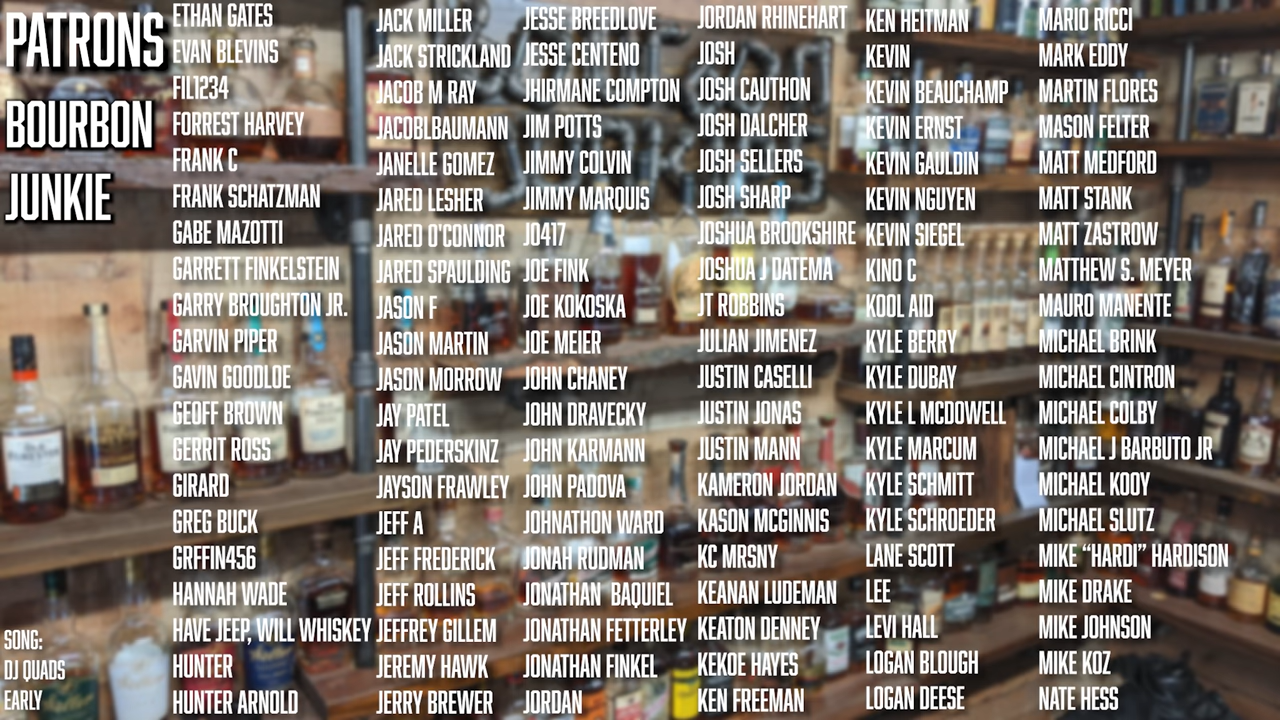 PATRONS
BOURBON
JUNKIE
SONG:
DJ QUADS
EARLY
ETHAN GATES
EVAN BLEVINS
FIL1234
FORREST HARVEY
FRANK C
FRANK SCHATZMAN
GABE MAZOTTI
GARRETT FINKELSTEIN
GARRY BROUGHTON JR.
GARVIN PIPER
GAVIN GOODLOE
GEOFF BROWN
GERRIT ROSS
GIRARD
GREG BUCK
GRFFIN456
HANNAH WADE
HAVE JEEP, WILL WHISKEY
HUNTER
HUNTER ARNOLD
JACK MILLER
JACK STRICKLAND
JACOB M RAY
JACOBLBAUMANN
JANELLE GOMEZ
JARED LESHER
JARED O'CONNOR
JARED SPAULDING
JASON F
JASON MARTIN
JASON MORROW
JAY PATEL
JAY PEDERSKINZ
JAYSON FRAWLEY
JEFF A
JEFF FREDERICK
JEFF ROLLINS
JEFFREY GILLEM
JEREMY HAWK
JERRY BREWER
JESSE BREEDLOVE
JESSE CENTENO
JHIRMANE COMPTON
JIM POTTS
JIMMY COLVIN
JIMMY MARQUIS
JO417
JOE FINK
JOE KOKOSKA
JOE MEIER
JOHN CHANEY
JOHN DRAVECKY
JOHN KARMANN
JOHN PADOVA
JOHNATHON WARD
JONAH RUDMAN
JONATHAN BAQUIEL
JONATHAN FETTERLEY
JONATHAN FINKEL
JORDAN
JORDAN RHINEHART
JOSH
JOSH CAUTHON
JOSH DALCHER
JOSH SELLERS
JOSH SHARP
JOSHUA BROOKSHIRE
JOSHUA J DATEMA
JT ROBBINS
JULIAN JIMENEZ
JUSTIN CASELLI
JUSTIN JONAS
JUSTIN MANN
KAMERON JORDAN
KASON MCGINNIS
KC MRSNY
KEANAN LUDEMAN
KEATON DENNEY
KEKOE HAYES
KEN FREEMAN
KEN HEITMAN
KEVIN
KEVIN BEAUCHAMP
KEVIN ERNST
KEVIN GAULDIN
KEVIN NGUYEN
KEVIN SIEGEL
KINO C
KOOL AID
KYLE BERRY
KYLE DUBAY
KYLE L MCDOWELL
KYLE MARCUM
KYLE SCHMITT
KYLE SCHROEDER
LANE SCOTT
LEE
LEVI HALL
LOGAN BLOUGH
LOGAN DEESE
MARIO RICCI
MARK EDDY
MARTIN FLORES
MASON FELTER
MATT MEDFORD
MATT STANK
MATT ZASTROW
MATTHEW S. MEYER
MAURO MANENTE
MICHAEL BRINK
MICHAEL CINTRON
MICHAEL COLBY
MICHAEL J BARBUTO JR
MICHAEL KOOY
MICHAEL SLUTZ
MIKE “HARDI” HARDISON
MIKE DRAKE
MIKE JOHNSON
MIKE KOZ
NATE HESS